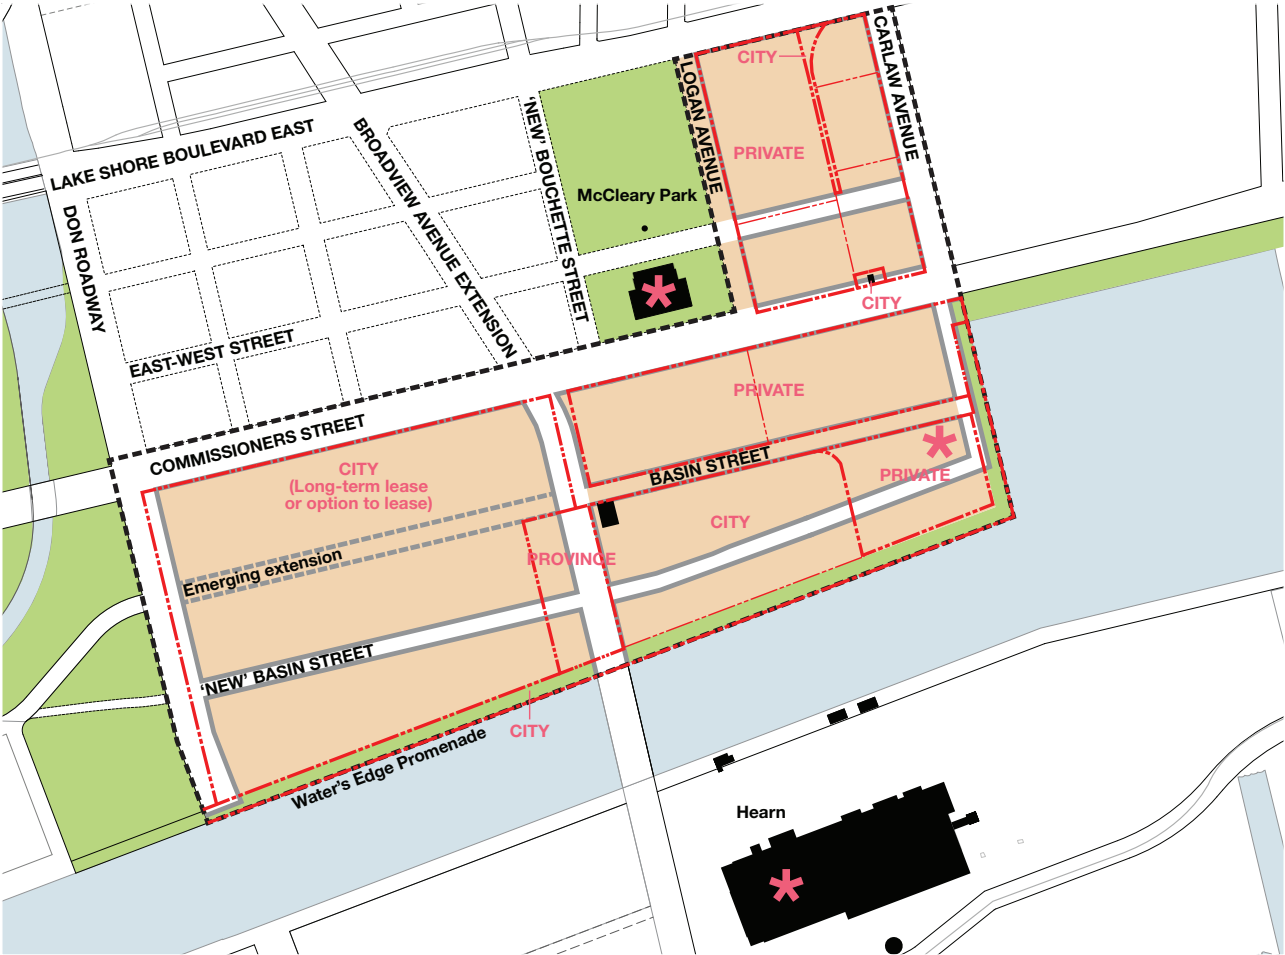 CITY
CARLAW AVENUE
LOGAN AVENUE
PRIVATE
LAKE SHORE BOULEVARD EAST
BROADVIEW AVENUE EXTENSION
'NEW' BOUCHETTE STREET
McCleary Park
DON ROADWAY
CITY
EAST-WEST STREET
PRIVATE
COMMISSIONERS STREET
BASIN STREET
PRIVATE
CITY
(Long-term lease
or option to lease)
CITY
Emerging extension
PROVINCE
'NEW' BASIN STREET
CITY
Water's Edge Promenade
Hearn